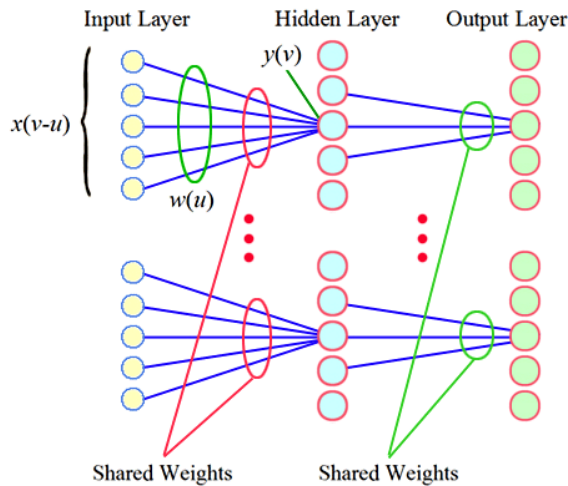 Input Layer
Hidden Layer
Output Layer
y(v)
x(v-u)
w(u)
Shared Weights
Shared Weights